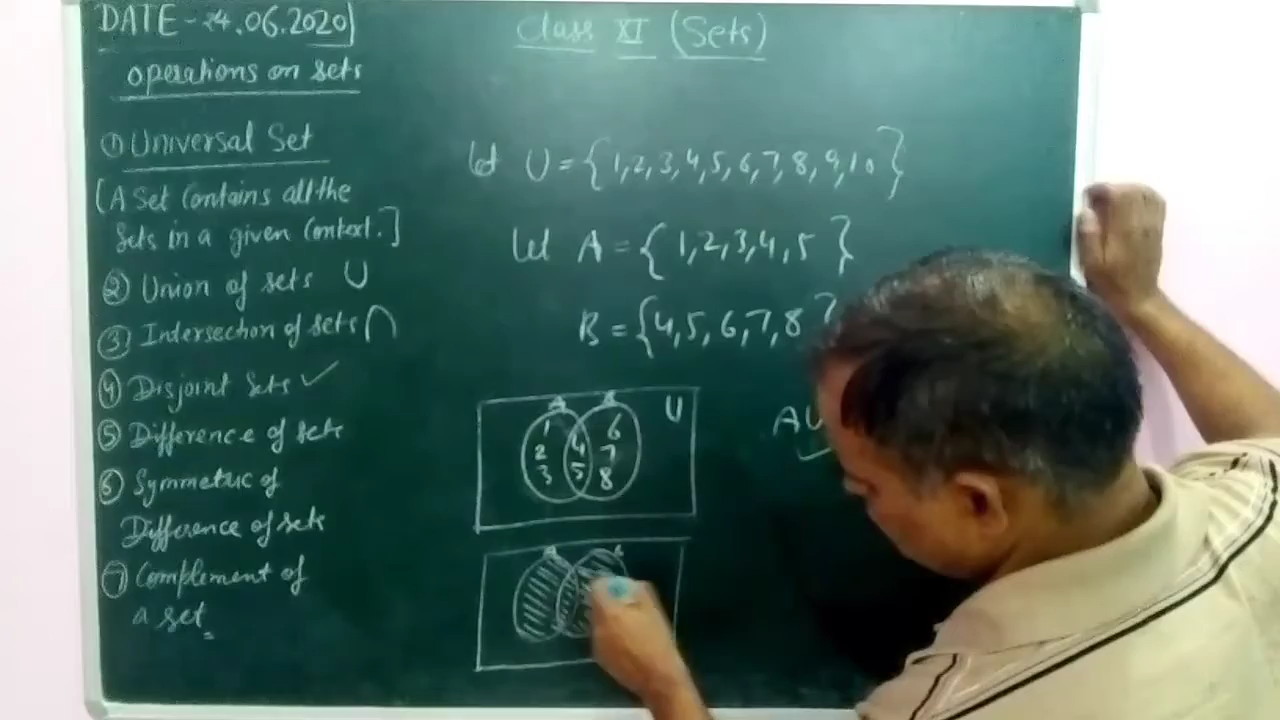 DATE - 24.06.2020
Operations on sets
① Universal Set
[A Set Contains all the
Sets in a given Context.]
② Union of sets ∪
③ Intersection of sets ∩
④ Disjoint Sets ✓
⑤ Difference of sets
⑥ Symmetric of
Difference of sets
⑦ Complement of
a set
Class XI (Sets)
let U = {1,2,3,4,5,6,7,8,9,10}
let A = {1,2,3,4,5}
B = {4,5,6,7,8}
A B U
1 6
2 4 7
3 5 8
A∪
A